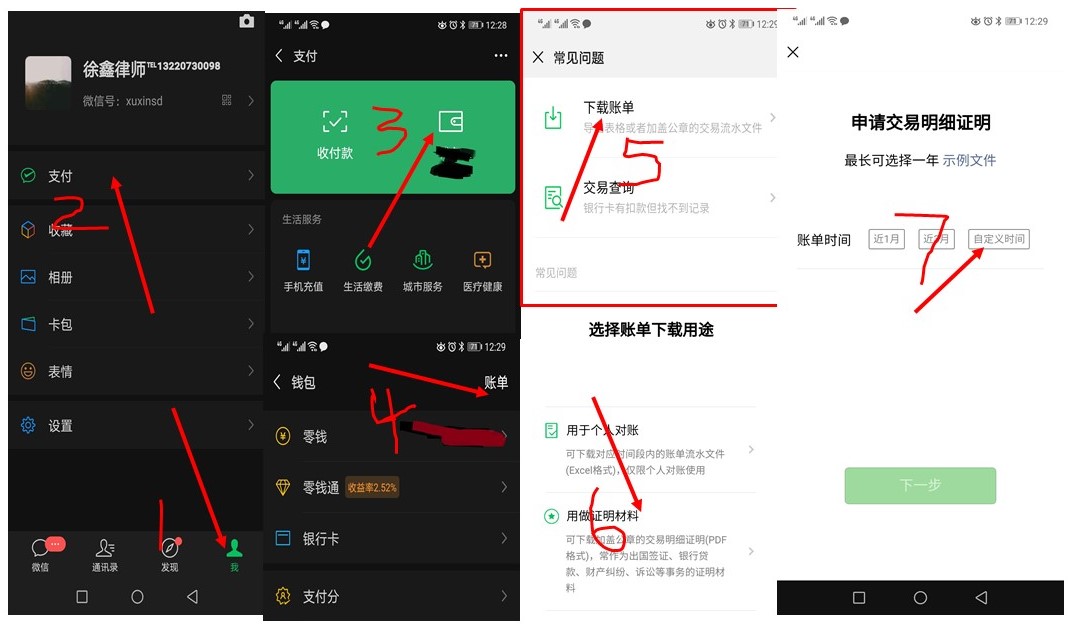 徐鑫律师℡13220730098
微信号：xuxinsd
支付
2
收藏
相册
卡包
表情
设置
1
微信
通讯录
发现
我
12:28
支付
3
收付款
生活服务
手机充值
生活缴费
城市服务
医疗健康
12:29
钱包
账单
4
零钱
零钱通
收益率2.52%
银行卡
支付分
12:29
常见问题
下载账单
导出表格或者加盖公章的交易流水文件
5
交易查询
银行卡有扣款但找不到记录
常见问题
选择账单下载用途
用于个人对账
可下载对应时间段内的账单流水文件
(Excel格式)，仅限个人对账使用
用做证明材料
6
可下载加盖公章的交易明细证明(PDF
格式)，常作为出国签证、银行贷
款、财产纠纷、诉讼等事务的证明材
料
12:29
申请交易明细证明
最长可选择一年 示例文件
7
账单时间
近1月
自定义时间
下一步